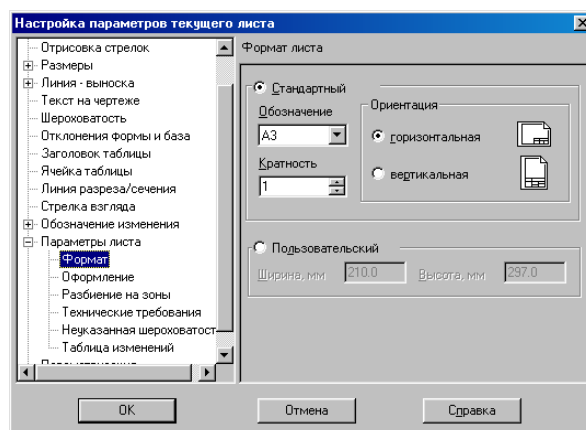 Настройка параметров текущего листа
Отрисовка стрелок
Размеры
Линия - выноска
Текст на чертеже
Шероховатость
Отклонения формы и база
Заголовок таблицы
Ячейка таблицы
Линия разреза/сечения
Стрелка взгляда
Обозначение изменения
Параметры листа
Формат
Оформление
Разбиение на зоны
Технические требования
Неуказанная шероховатост
Таблица изменений
Формат листа
Стандартный
Обозначение
A3
Кратность
1
Ориентация
горизонтальная
вертикальная
Пользовательский
Ширина, мм 210.0 Высота, мм 297.0
OK Отмена Справка